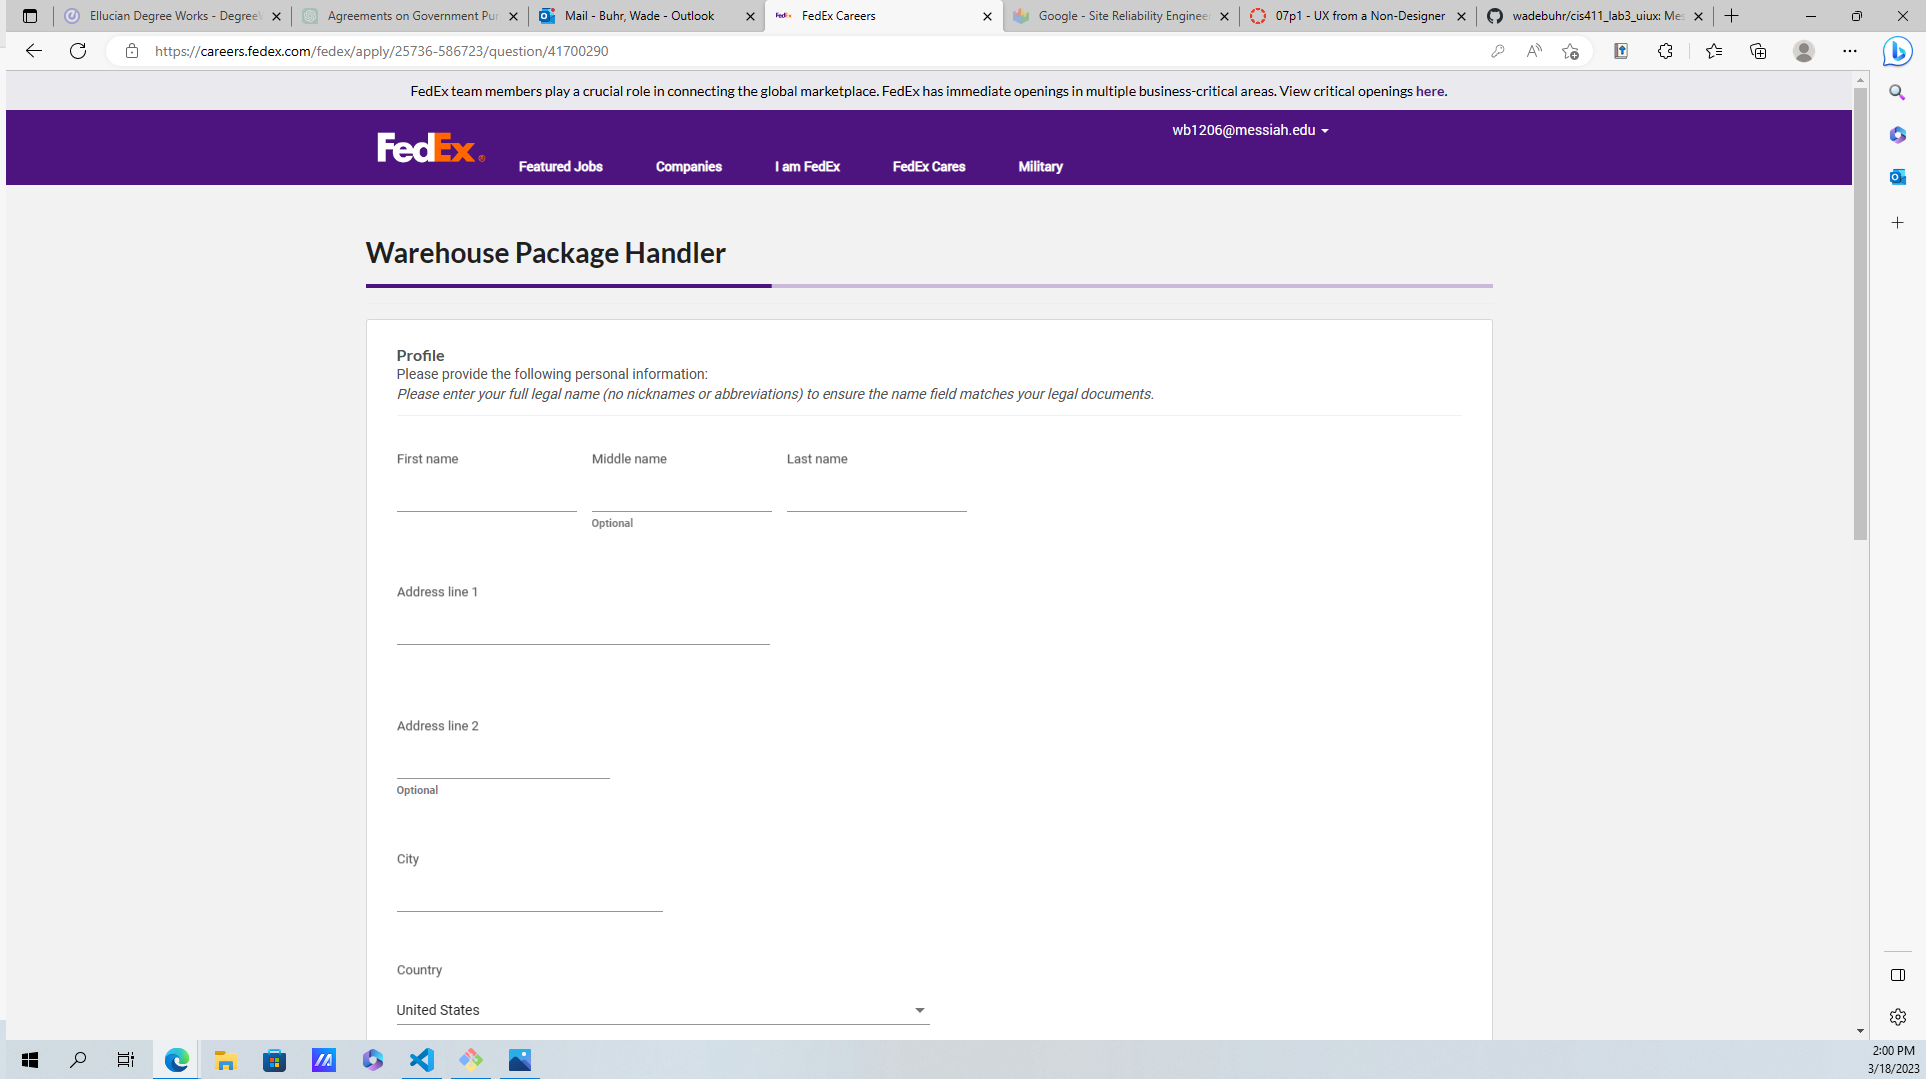 Ellucian Degree Works - Degree
Agreements on Government Pur
Mail - Buhr, Wade - Outlook
FedEx Careers
Google - Site Reliability Engineer
07p1 - UX from a Non-Designer
wadebuhr/cis411_lab3_uiux: Mes
https://careers.fedex.com/fedex/apply/25736-586723/question/41700290
FedEx team members play a crucial role in connecting the global marketplace. FedEx has immediate openings in multiple business-critical areas. View critical openings here.
wb1206@messiah.edu
FedEx®
Featured Jobs
Companies
I am FedEx
FedEx Cares
Military
Warehouse Package Handler
Profile
Please provide the following personal information:
Please enter your full legal name (no nicknames or abbreviations) to ensure the name field matches your legal documents.
First name
Middle name
Last name
Optional
Address line 1
Address line 2
Optional
City
Country
United States
2:00 PM
3/18/2023